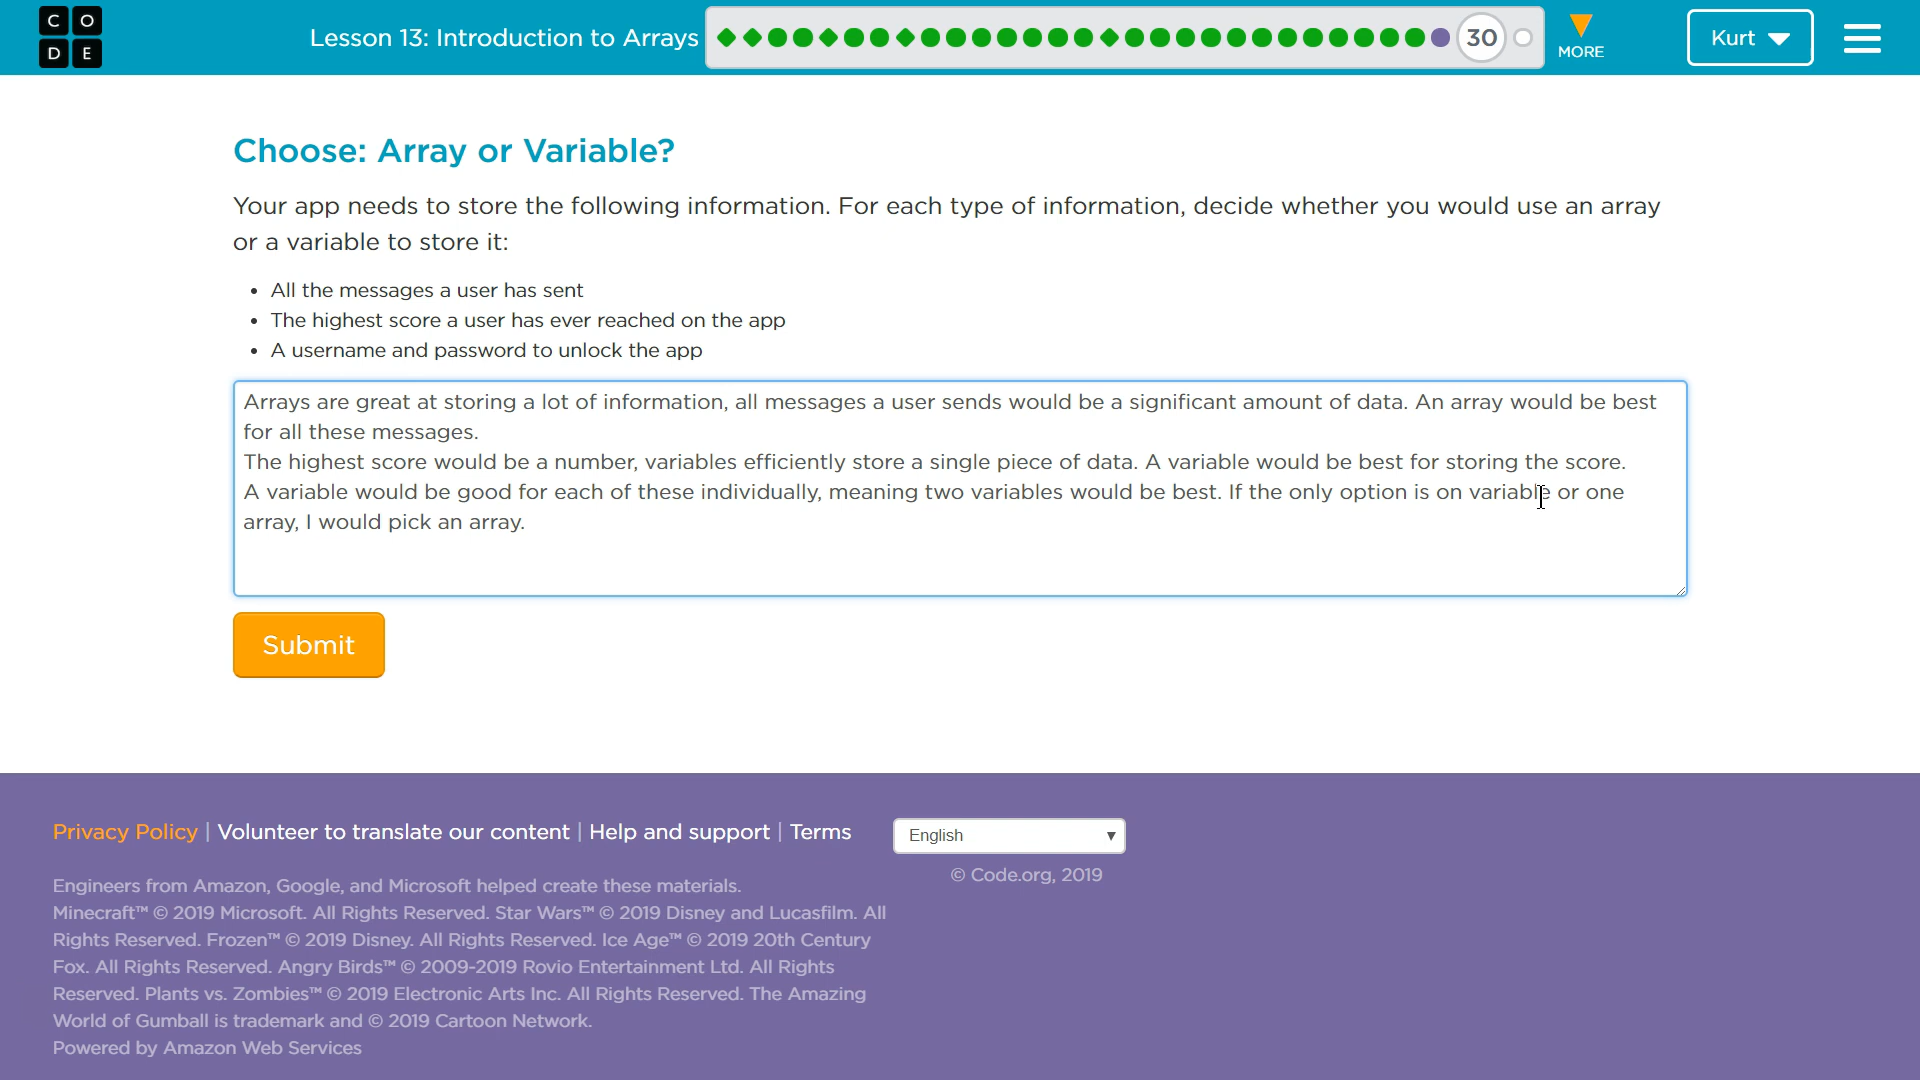 C O
D E
Lesson 13: Introduction to Arrays
30
MORE
Kurt
Choose: Array or Variable?
Your app needs to store the following information. For each type of information, decide whether you would use an array
or a variable to store it:
• All the messages a user has sent
• The highest score a user has ever reached on the app
• A username and password to unlock the app
Arrays are great at storing a lot of information, all messages a user sends would be a significant amount of data. An array would be best
for all these messages.
The highest score would be a number, variables efficiently store a single piece of data. A variable would be best for storing the score.
A variable would be good for each of these individually, meaning two variables would be best. If the only option is on variable or one
array, I would pick an array.
Submit
Privacy Policy | Volunteer to translate our content | Help and support | Terms
English
© Code.org, 2019
Engineers from Amazon, Google, and Microsoft helped create these materials.
Minecraft™ © 2019 Microsoft. All Rights Reserved. Star Wars™ © 2019 Disney and Lucasfilm. All
Rights Reserved. Frozen™ © 2019 Disney. All Rights Reserved. Ice Age™ © 2019 20th Century
Fox. All Rights Reserved. Angry Birds™ © 2009-2019 Rovio Entertainment Ltd. All Rights
Reserved. Plants vs. Zombies™ © 2019 Electronic Arts Inc. All Rights Reserved. The Amazing
World of Gumball is trademark and © 2019 Cartoon Network.
Powered by Amazon Web Services